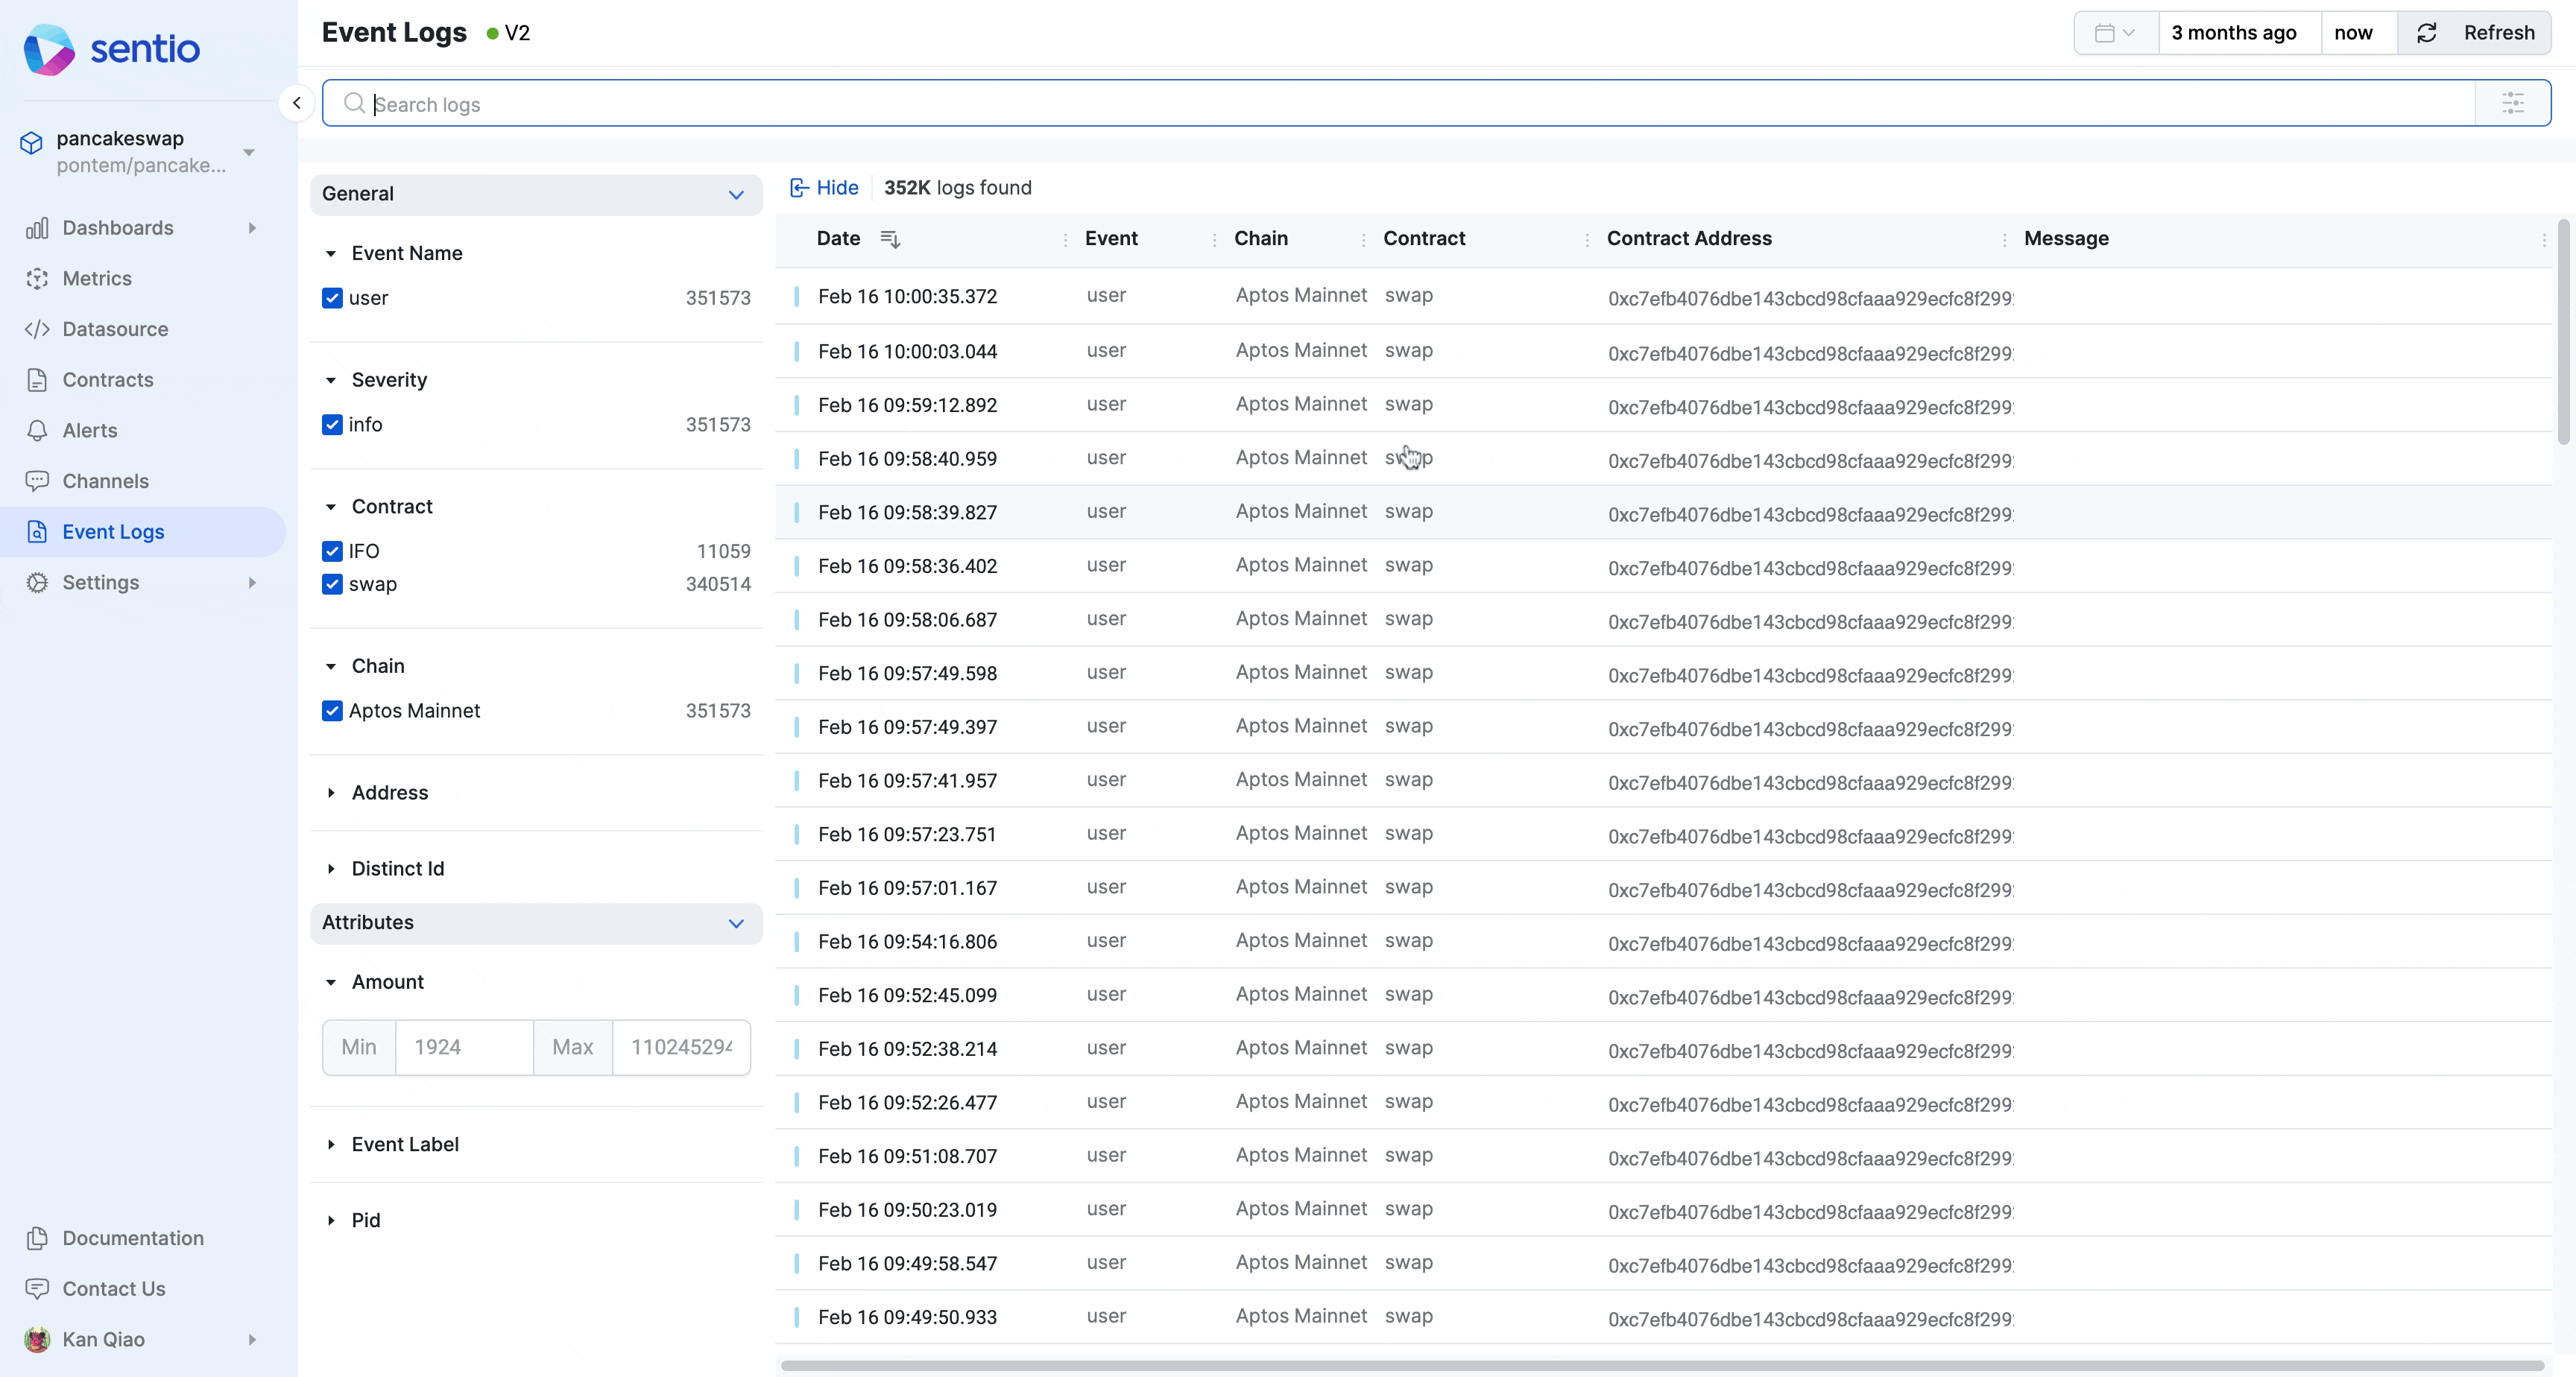 sentio
pancakeswap
pontem/pancake...
Dashboards
Metrics
Datasource
Contracts
Alerts
Channels
Event Logs
Settings
Documentation
Contact Us
Kan Qiao
Event Logs V2
3 months ago now Refresh
Search logs
General
Event Name
user 351573
Severity
info 351573
Contract
IFO 11059
swap 340514
Chain
Aptos Mainnet 351573
Address
Distinct Id
Attributes
Amount
Min 1924 Max 110245294
Event Label
Pid
Hide 352K logs found
Date Event Chain Contract Contract Address Message
Feb 16 10:00:35.372 user Aptos Mainnet swap 0xc7efb4076dbe143cbcd98cfaaa929ecfc8f299
Feb 16 10:00:03.044 user Aptos Mainnet swap 0xc7efb4076dbe143cbcd98cfaaa929ecfc8f299
Feb 16 09:59:12.892 user Aptos Mainnet swap 0xc7efb4076dbe143cbcd98cfaaa929ecfc8f299
Feb 16 09:58:40.959 user Aptos Mainnet swap 0xc7efb4076dbe143cbcd98cfaaa929ecfc8f299
Feb 16 09:58:39.827 user Aptos Mainnet swap 0xc7efb4076dbe143cbcd98cfaaa929ecfc8f299
Feb 16 09:58:36.402 user Aptos Mainnet swap 0xc7efb4076dbe143cbcd98cfaaa929ecfc8f299
Feb 16 09:58:06.687 user Aptos Mainnet swap 0xc7efb4076dbe143cbcd98cfaaa929ecfc8f299
Feb 16 09:57:49.598 user Aptos Mainnet swap 0xc7efb4076dbe143cbcd98cfaaa929ecfc8f299
Feb 16 09:57:49.397 user Aptos Mainnet swap 0xc7efb4076dbe143cbcd98cfaaa929ecfc8f299
Feb 16 09:57:41.957 user Aptos Mainnet swap 0xc7efb4076dbe143cbcd98cfaaa929ecfc8f299
Feb 16 09:57:23.751 user Aptos Mainnet swap 0xc7efb4076dbe143cbcd98cfaaa929ecfc8f299
Feb 16 09:57:01.167 user Aptos Mainnet swap 0xc7efb4076dbe143cbcd98cfaaa929ecfc8f299
Feb 16 09:54:16.806 user Aptos Mainnet swap 0xc7efb4076dbe143cbcd98cfaaa929ecfc8f299
Feb 16 09:52:45.099 user Aptos Mainnet swap 0xc7efb4076dbe143cbcd98cfaaa929ecfc8f299
Feb 16 09:52:38.214 user Aptos Mainnet swap 0xc7efb4076dbe143cbcd98cfaaa929ecfc8f299
Feb 16 09:52:26.477 user Aptos Mainnet swap 0xc7efb4076dbe143cbcd98cfaaa929ecfc8f299
Feb 16 09:51:08.707 user Aptos Mainnet swap 0xc7efb4076dbe143cbcd98cfaaa929ecfc8f299
Feb 16 09:50:23.019 user Aptos Mainnet swap 0xc7efb4076dbe143cbcd98cfaaa929ecfc8f299
Feb 16 09:49:58.547 user Aptos Mainnet swap 0xc7efb4076dbe143cbcd98cfaaa929ecfc8f299
Feb 16 09:49:50.933 user Aptos Mainnet swap 0xc7efb4076dbe143cbcd98cfaaa929ecfc8f299